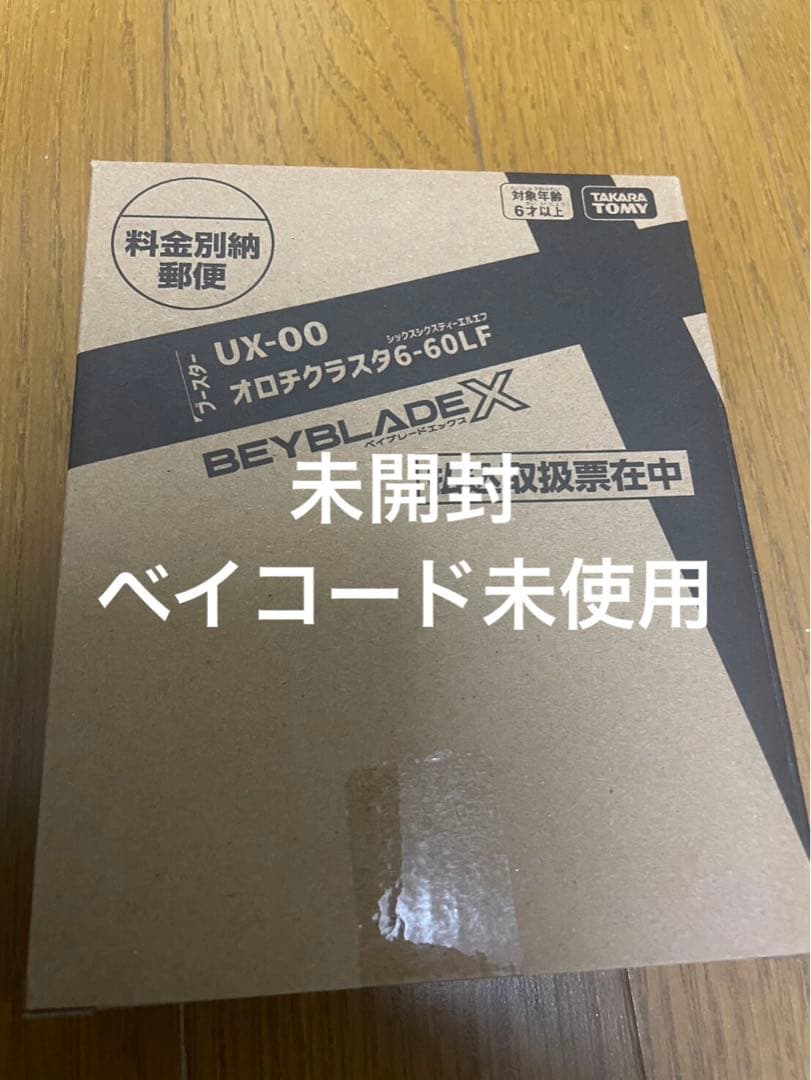 料金別納
郵便
対象年齢
6才以上
TAKARA
TOMY
ブースター
UX-00
シックスシクスティーエルエフ
オロチクラスタ6-60LF
BEYBLADE X
ベイブレードエックス
取扱票在中
未開封
ベイコード未使用